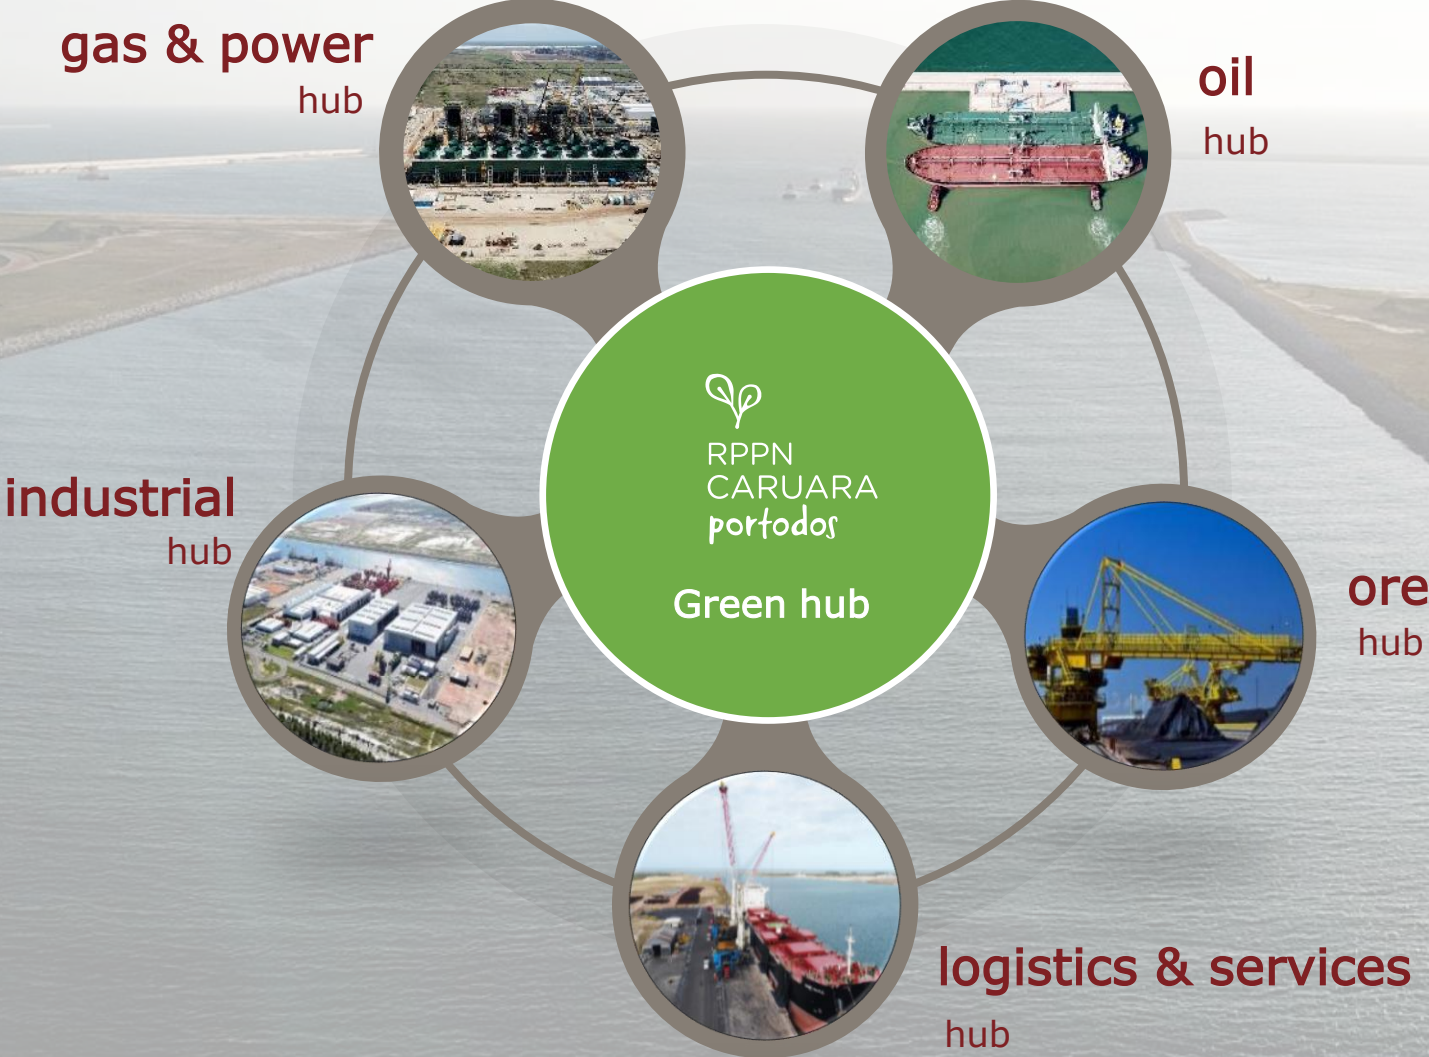 gas & power
hub
oil
hub
RPPN
CARUARA
portodos
Green hub
industrial
hub
ore
hub
logistics & services
hub